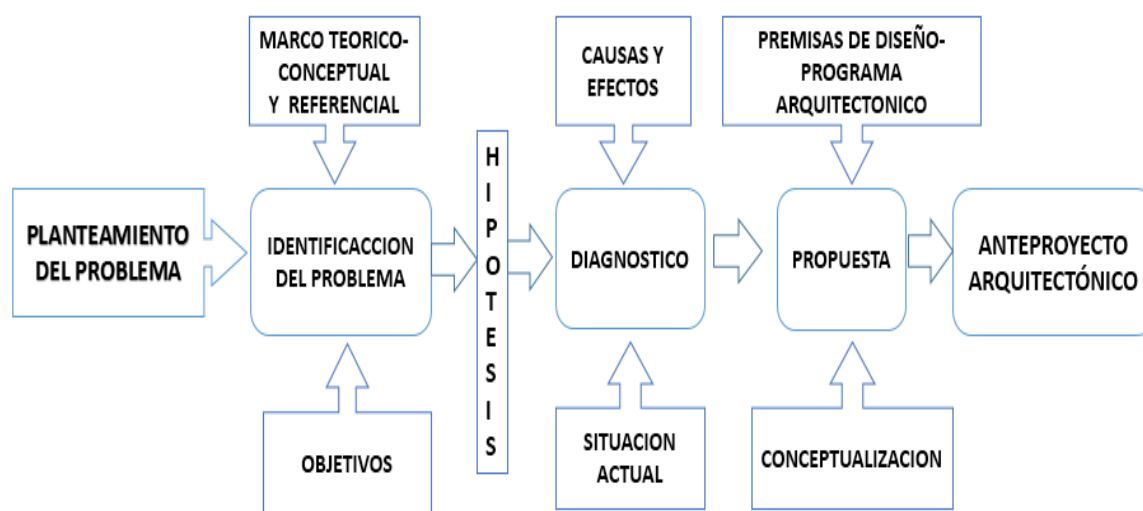 MARCO TEORICO-
CONCEPTUAL
Y REFERENCIAL
CAUSAS Y
EFECTOS
PREMISAS DE DISEÑO-
PROGRAMA
ARQUITECTONICO
PLANTEAMIENTO
DEL PROBLEMA
IDENTIFICACCION
DEL PROBLEMA
H
I
P
O
T
E
S
I
S
DIAGNOSTICO
PROPUESTA
ANTEPROYECTO
ARQUITECTÓNICO
OBJETIVOS
SITUACION
ACTUAL
CONCEPTUALIZACION